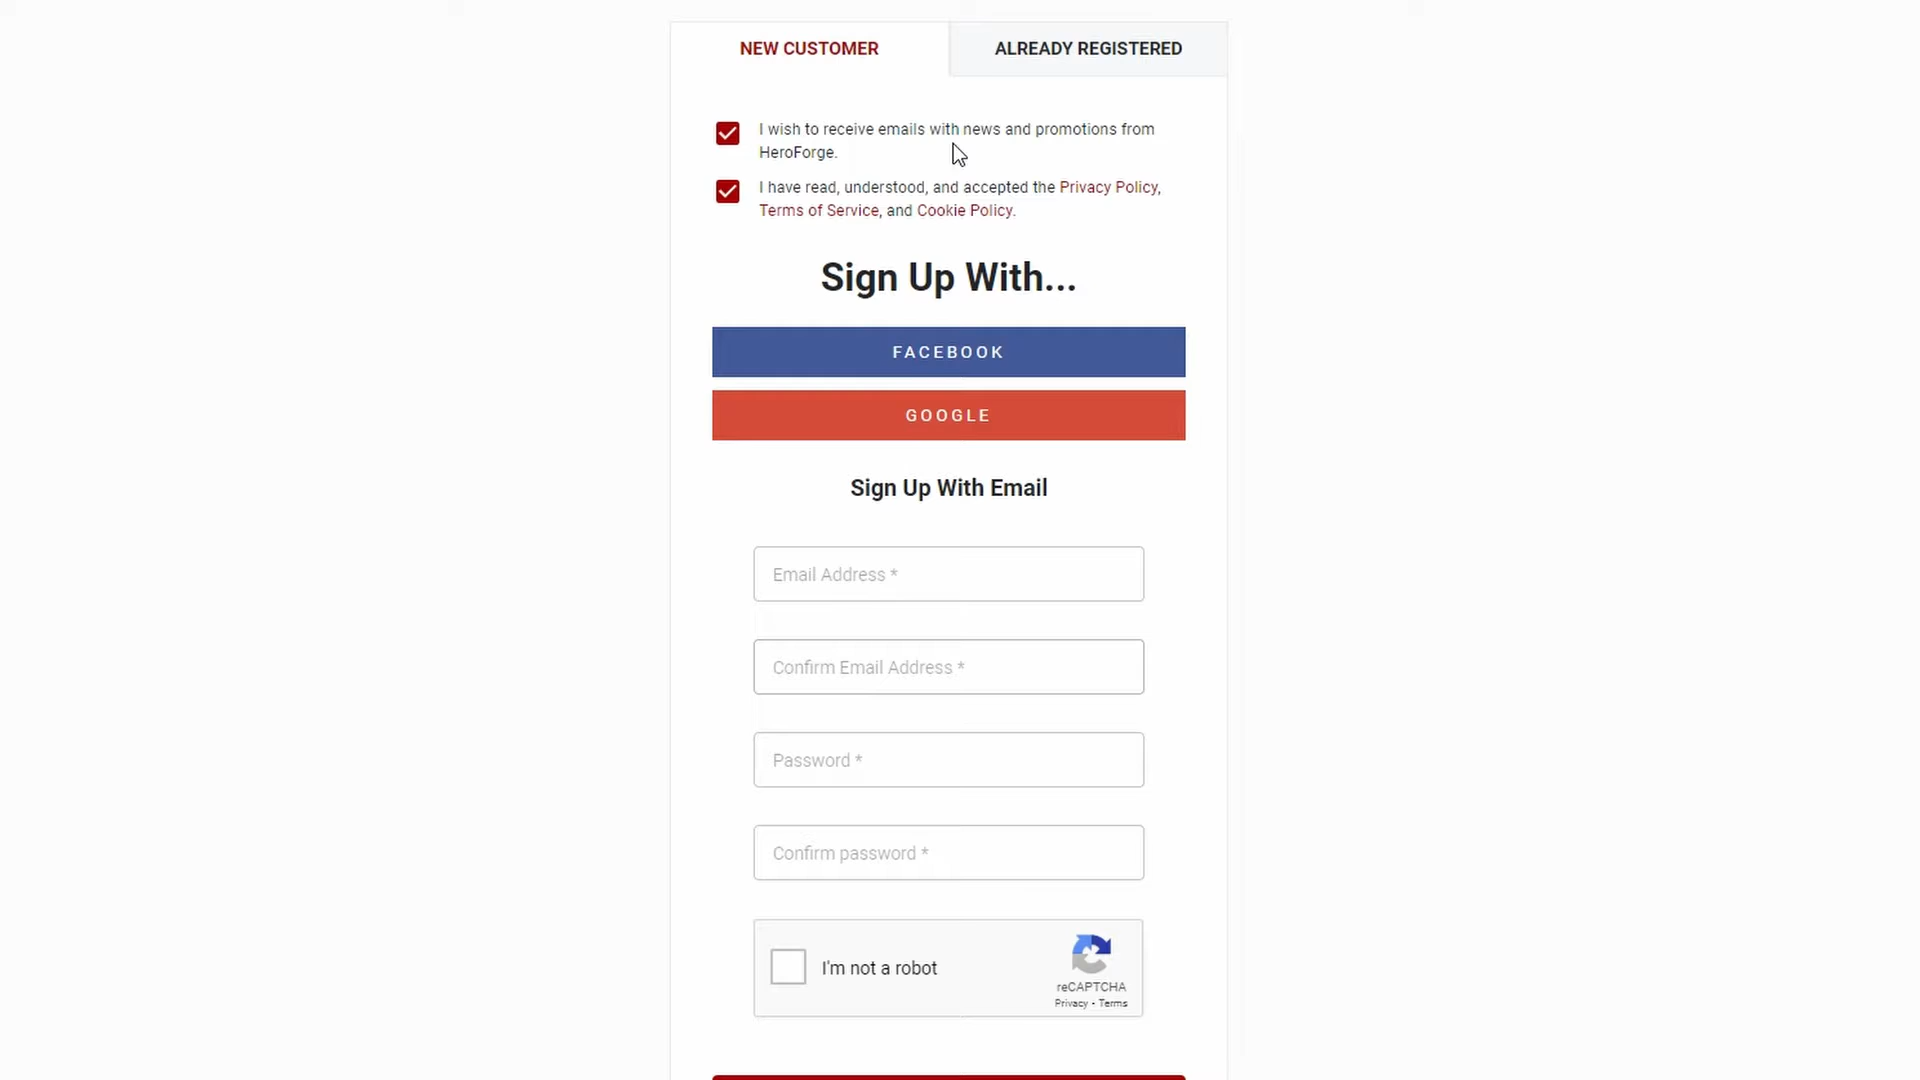 NEW CUSTOMER
ALREADY REGISTERED
I wish to receive emails with news and promotions from
HeroForge.
I have read, understood, and accepted the Privacy Policy,
Terms of Service, and Cookie Policy.
Sign Up With...
FACEBOOK
GOOGLE
Sign Up With Email
Email Address *
Confirm Email Address *
Password *
Confirm password *
I'm not a robot
reCAPTCHA
Privacy - Terms